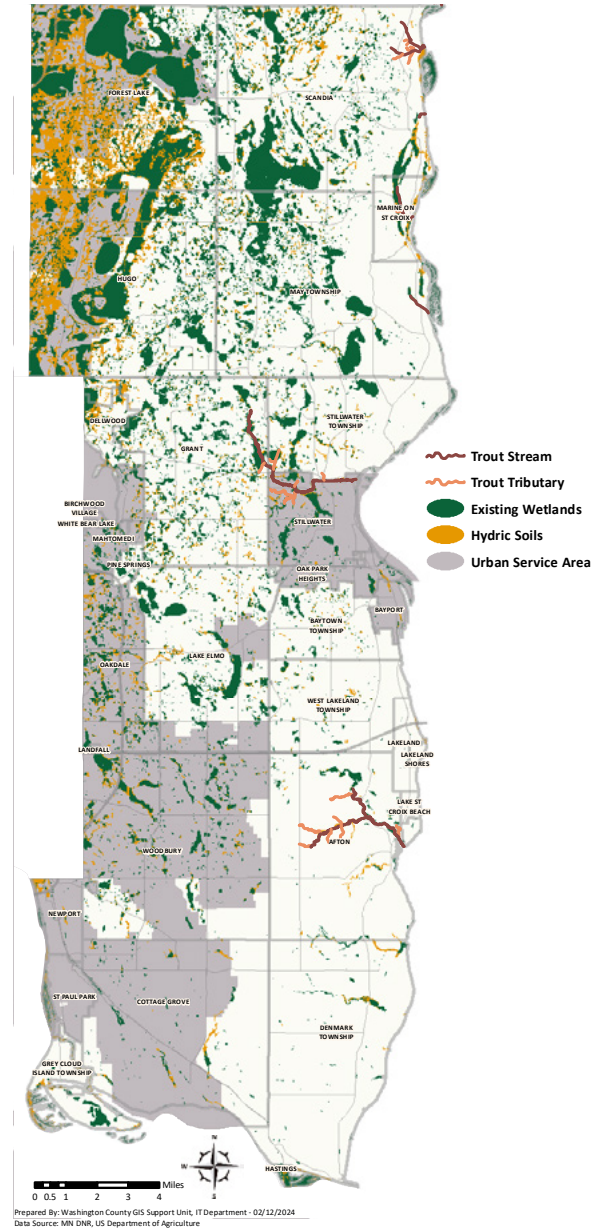 FOREST LAKE
SCANDIA
MARINE ON
ST CROIX
HUGO
MAY TOWNSHIP
DELLWOOD
STILLWATER
TOWNSHIP
GRANT
Trout Stream
Trout Tributary
Existing Wetlands
Hydric Soils
Urban Service Area
BIRCHWOOD
VILLAGE
WHITE BEAR LAKE
STILLWATER
MAHTOMEDI
PINE SPRINGS
OAK PARK
HEIGHTS
BAYPORT
BAYTOWN
TOWNSHIP
LAKE ELMO
OAKDALE
WEST LAKELAND
TOWNSHIP
LAKELAND
LANDFALL
LAKELAND
SHORES
LAKE ST
CROIX BEACH
AFTON
WOODBURY
NEWPORT
ST PAUL PARK
COTTAGE GROVE
DENMARK
TOWNSHIP
GREY CLOUD
ISLAND TOWNSHIP
HASTINGS
Miles
0 0.5 1 2 3 4
Prepared By: Washington County GIS Support Unit, IT Department - 02/12/2024
Data Source: MN DNR, US Department of Agriculture